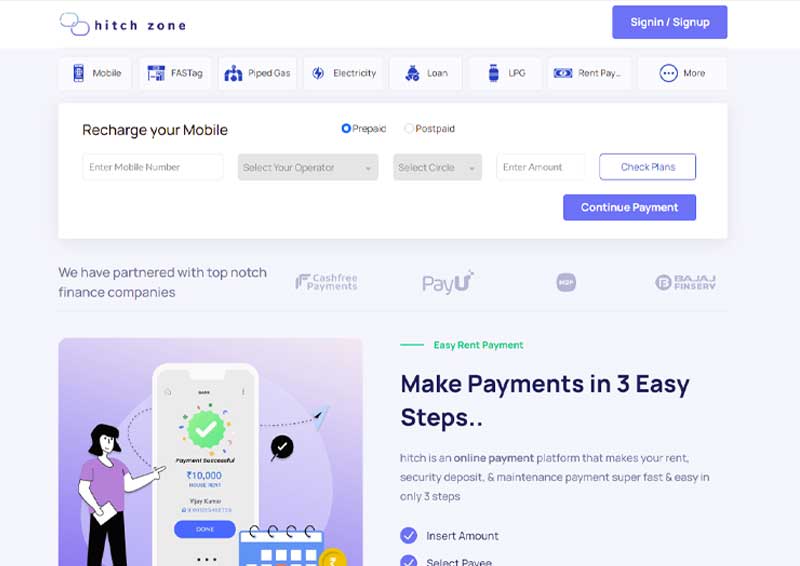 hitch zone
Signin / Signup
Mobile
FASTag
Piped Gas
Electricity
Loan
LPG
Rent Pay...
More
Recharge your Mobile
Prepaid
Postpaid
Enter Mobile Number
Select Your Operator
Select Circle
Enter Amount
Check Plans
Continue Payment
We have partnered with top notch
finance companies
Cashfree
Payments
PayU
M2P
BAJAJ
FINSERV
Easy Rent Payment
Make Payments in 3 Easy
Steps..
hitch is an online payment platform that makes your rent,
security deposit, & maintenance payment super fast & easy in
only 3 steps
Payment Successful
₹10,000
HOUSE RENT
Vijay Kumar
DONE
Insert Amount
Select Payee